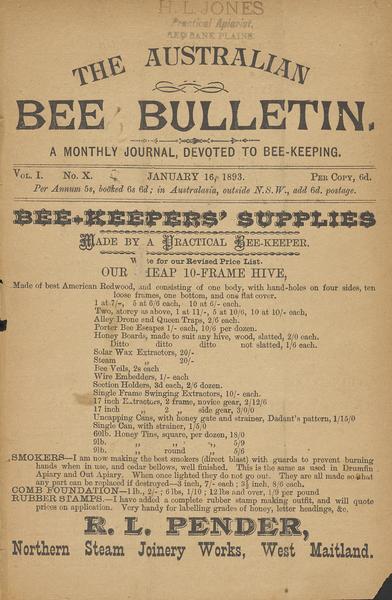 H. L. JONES
Practical Apiarist,
RED BANK PLAINS.
THE AUSTRALIAN
BEE BULLETIN.
A MONTHLY JOURNAL, DEVOTED TO BEE-KEEPING.
VOL. I. No. X. JANUARY 16, 1893. PER COPY, 6d.
Per Annum 5s, booked 6s 6d; in Australasia, outside N.S.W., add 6d. postage.
BEE-KEEPERS' SUPPLIES
MADE BY A PRACTICAL BEE-KEEPER.
W te for our Revised Price List.
OUR HEAP 10-FRAME HIVE,
Made of best American Redwood, and consisting of one body, with hand-holes on four sides, ten
loose frames, one bottom, and one flat cover.
1 at 7/-, 5 at 6/6 each, 10 at 6/- each.
Two, storey as above, 1 at 11/-, 5 at 10/6, 10 at 10/- each,
Alley Drone and Queen Traps, 2/6 each.
Porter Bee Escapes 1/- each, 10/6 per dozen.
Honey Boards, made to suit any hive, wood, slatted, 2/0 each.
Ditto ditto ditto not slatted, 1/6 each.
Solar Wax Extractors, 20/-
Steam „ 20/-
Bee Veils, 2s each
Wire Embedders, 1/- each
Section Holders, 3d each, 2/6 dozen.
Single Frame Swinging Extractors, 10/- each.
17 inch Extractors, 2 frame, novice gear, 2/12/6
17 inch „ 2 „ side gear, 3/0/0
Uncapping Cans, with honey gate and strainer, Dadant's pattern, 1/15/0
Single Can, with strainer, 1/5/0
60lb. Honey Tins, square, per dozen, 18/0
9lb. „ „ „ 5/9
9lb. „ round 5/6
SMOKERS—I am now making the best smokers (direct blast) with guards to prevent burning
hands when in use, and cedar bellows, well finished. This is the same as used in Drumfin
Apiary and Out Apiary. When once lighted they do not go out. They are all made so that
any part can be replaced if destroyed—3 inch, 7/- each; 3½ inch, 8/6 each.
COMB FOUNDATION—1 lb., 2/-; 6 lbs, 1/10; 12 lbs and over, 1/9 per pound
RUBBER STAMPS—I have added a complete rubber stamp making outfit, and will quote
prices on application. Very handy for labelling grades of honey, letter headings, &c.
R. L. PENDER,
Northern Steam Joinery Works, West Maitland.